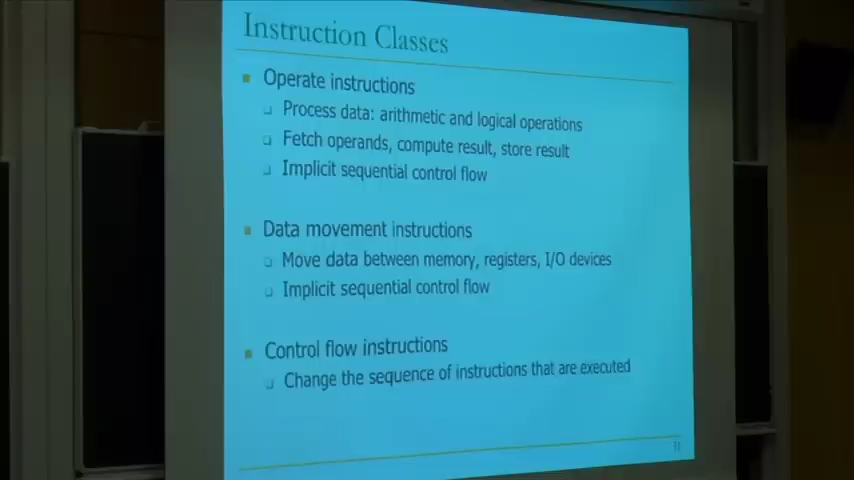 Instruction Classes
Operate instructions
Process data: arithmetic and logical operations
Fetch operands, compute result, store result
Implicit sequential control flow
Data movement instructions
Move data between memory, registers, I/O devices
Implicit sequential control flow
Control flow instructions
Change the sequence of instructions that are executed